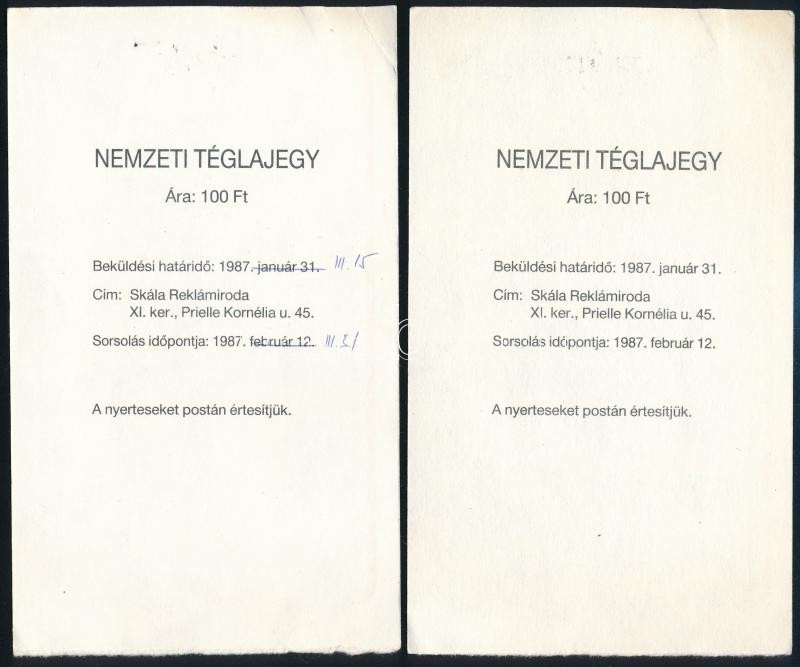 NEMZETI TÉGLAJEGY
Ára: 100 Ft
Beküldési határidő: 1987. január 31. III. 15
Cím: Skála Reklámiroda
XI. ker., Prielle Kornélia u. 45.
Sorsolás időpontja: 1987. február 12. III. 31
A nyerteseket postán értesítjük.
NEMZETI TÉGLAJEGY
Ára: 100 Ft
Beküldési határidő: 1987. január 31.
Cím: Skála Reklámiroda
XI. ker., Prielle Kornélia u. 45.
Sorsolás időpontja: 1987. február 12.
A nyerteseket postán értesítjük.